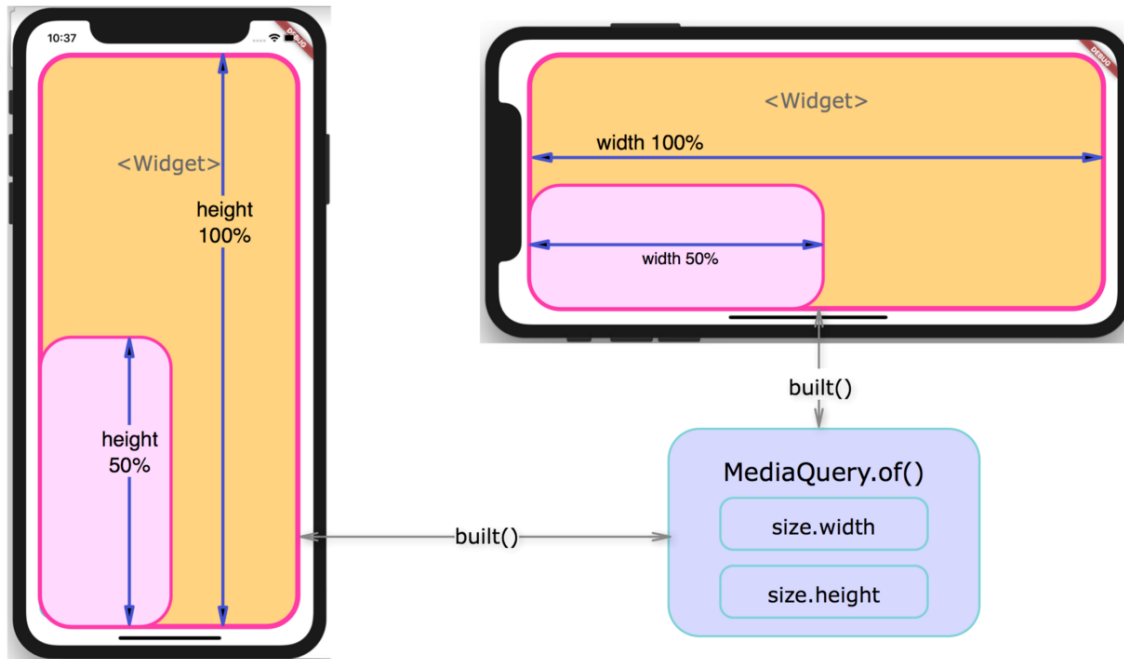 10:37
DEBUG
<Widget>
height
100%
height
50%
DEBUG
<Widget>
width 100%
width 50%
built()
built()
MediaQuery.of()
size.width
size.height